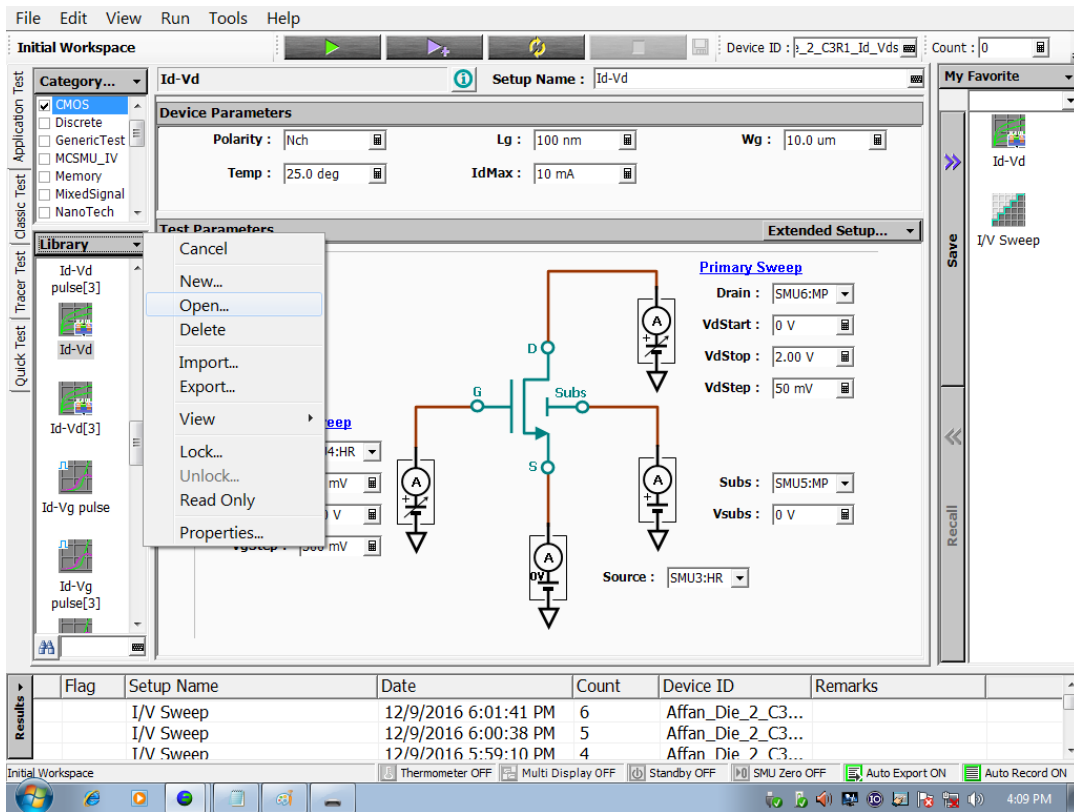 File Edit View Run Tools Help
Initial Workspace
Device ID : _2_C3R1_Id_Vds
Count : 0
Application Test
Classic Test
Tracer Test
Quick Test
Category...
CMOS
Discrete
GenericTest
MCSMU_IV
Memory
MixedSignal
NanoTech
Library
Id-Vd
pulse[3]
Id-Vd
Id-Vd[3]
Id-Vg pulse
Id-Vg
pulse[3]
Id-Vd
Setup Name : Id-Vd
Device Parameters
Polarity : Nch
Lg : 100 nm
Wg : 10.0 um
Temp : 25.0 deg
IdMax : 10 mA
Test Parameters
Extended Setup...
Cancel
New...
Open...
Delete
Import...
Export...
View
Lock...
Unlock...
Read Only
Properties...
Primary Sweep
Drain : SMU6:MP
VdStart : 0 V
VdStop : 2.00 V
VdStep : 50 mV
D
G
Subs
S
A
A
A
A
0V
4:HR
mV
V
VgStep : 500 mV
Subs : SMU5:MP
Vsubs : 0 V
Source : SMU3:HR
My Favorite
Save
Recall
Id-Vd
I/V Sweep
Results
Flag Setup Name Date Count Device ID Remarks
I/V Sweep 12/9/2016 6:01:41 PM 6 Affan_Die_2_C3...
I/V Sweep 12/9/2016 6:00:38 PM 5 Affan_Die_2_C3...
I/V Sweep 12/9/2016 5:59:10 PM 4 Affan_Die_2_C3...
Initial Workspace
Thermometer OFF Multi Display OFF Standby OFF SMU Zero OFF Auto Export ON Auto Record ON
4:09 PM